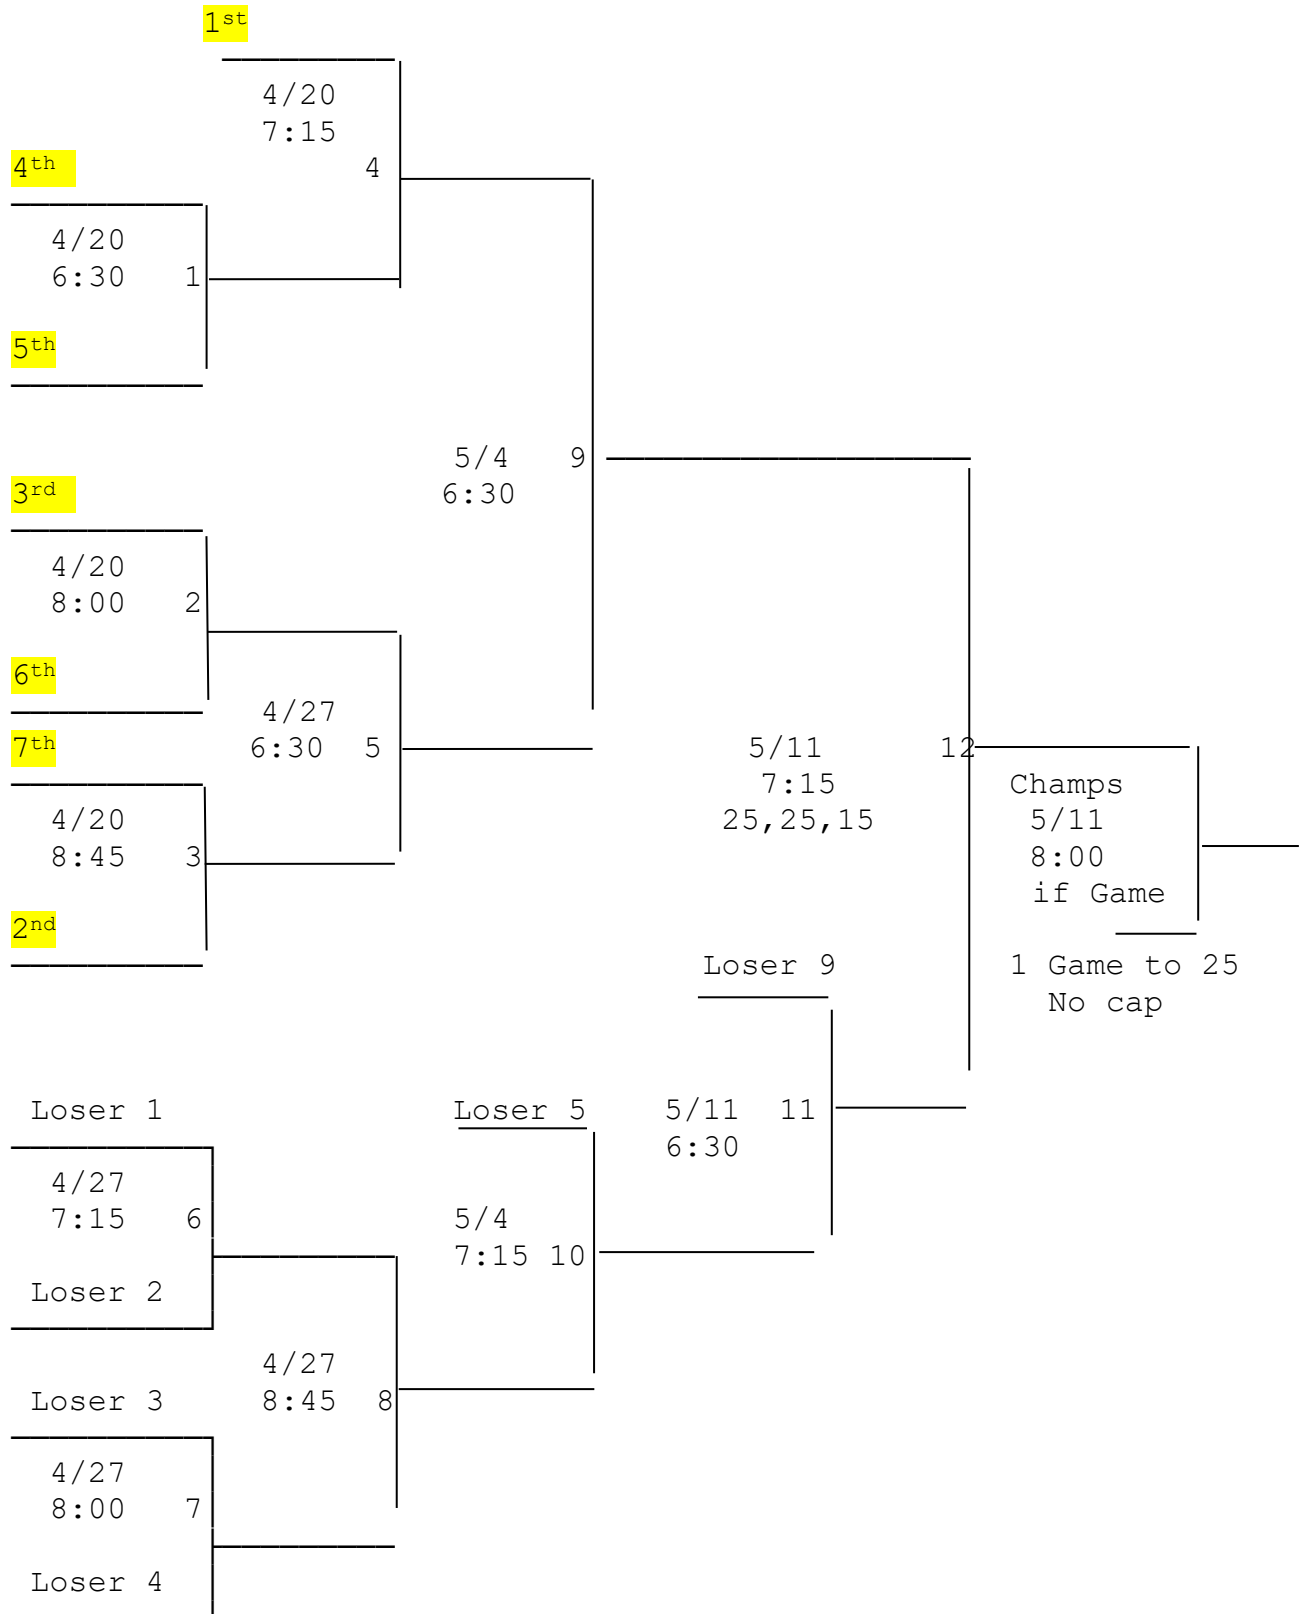 1st
4/20
7:15
4th
4
4/20
6:30 1
5th
5/4 9
6:30
3rd
4/20
8:00 2
6th
4/27
7th
6:30 5
5/11 12
7:15
Champs
4/20
25,25,15
5/11
8:45 3
8:00
if Game
2nd
Loser 9
1 Game to 25
No cap
Loser 1
Loser 5
5/11 11
6:30
4/27
7:15 6
5/4
7:15 10
Loser 2
4/27
8:45 8
Loser 3
4/27
8:00 7
Loser 4